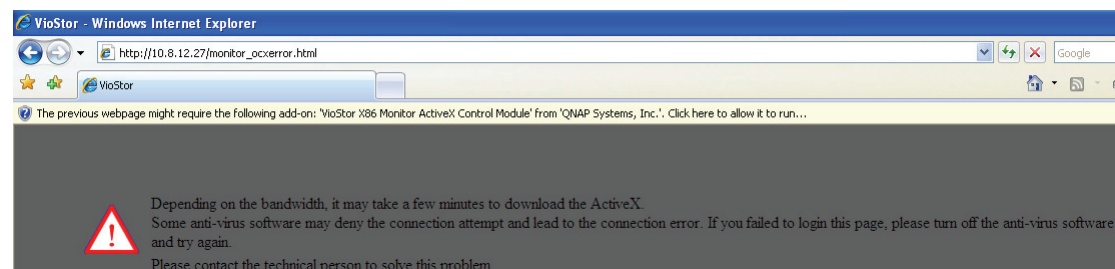 VioStor - Windows Internet Explorer
http://10.8.12.27/monitor_ocxerror.html
Google
VioStor
The previous webpage might require the following add-on: 'VioStor X86 Monitor ActiveX Control Module' from 'QNAP Systems, Inc.'. Click here to allow it to run...
Depending on the bandwidth, it may take a few minutes to download the ActiveX.
Some anti-virus software may deny the connection attempt and lead to the connection error. If you failed to login this page, please turn off the anti-virus software
and try again.
Please contact the technical person to solve this problem